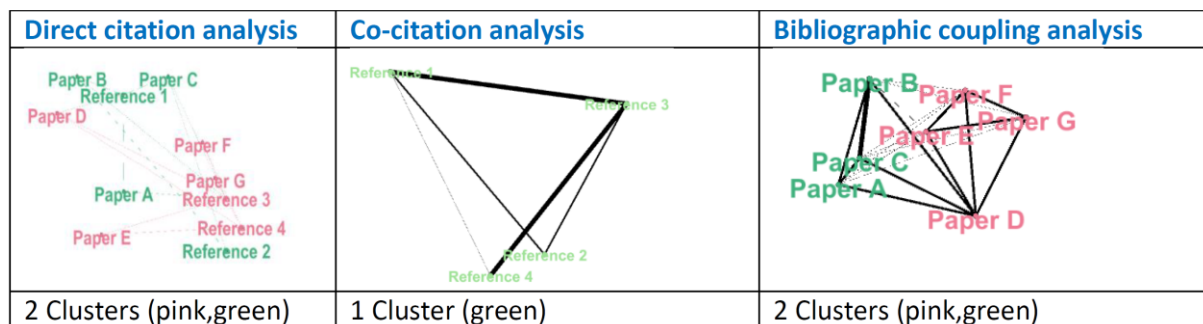 Direct citation analysis
Co-citation analysis
Bibliographic coupling analysis
Paper B Paper C
Reference 1
Paper D
Paper F
Paper G
Paper A
Reference 3
Paper E
Reference 4
Reference 2
Reference 1
Reference 3
Reference 2
Reference 4
Paper B
Paper F
Paper G
Paper E
Paper C
Paper A
Paper D
2 Clusters (pink,green)
1 Cluster (green)
2 Clusters (pink,green)